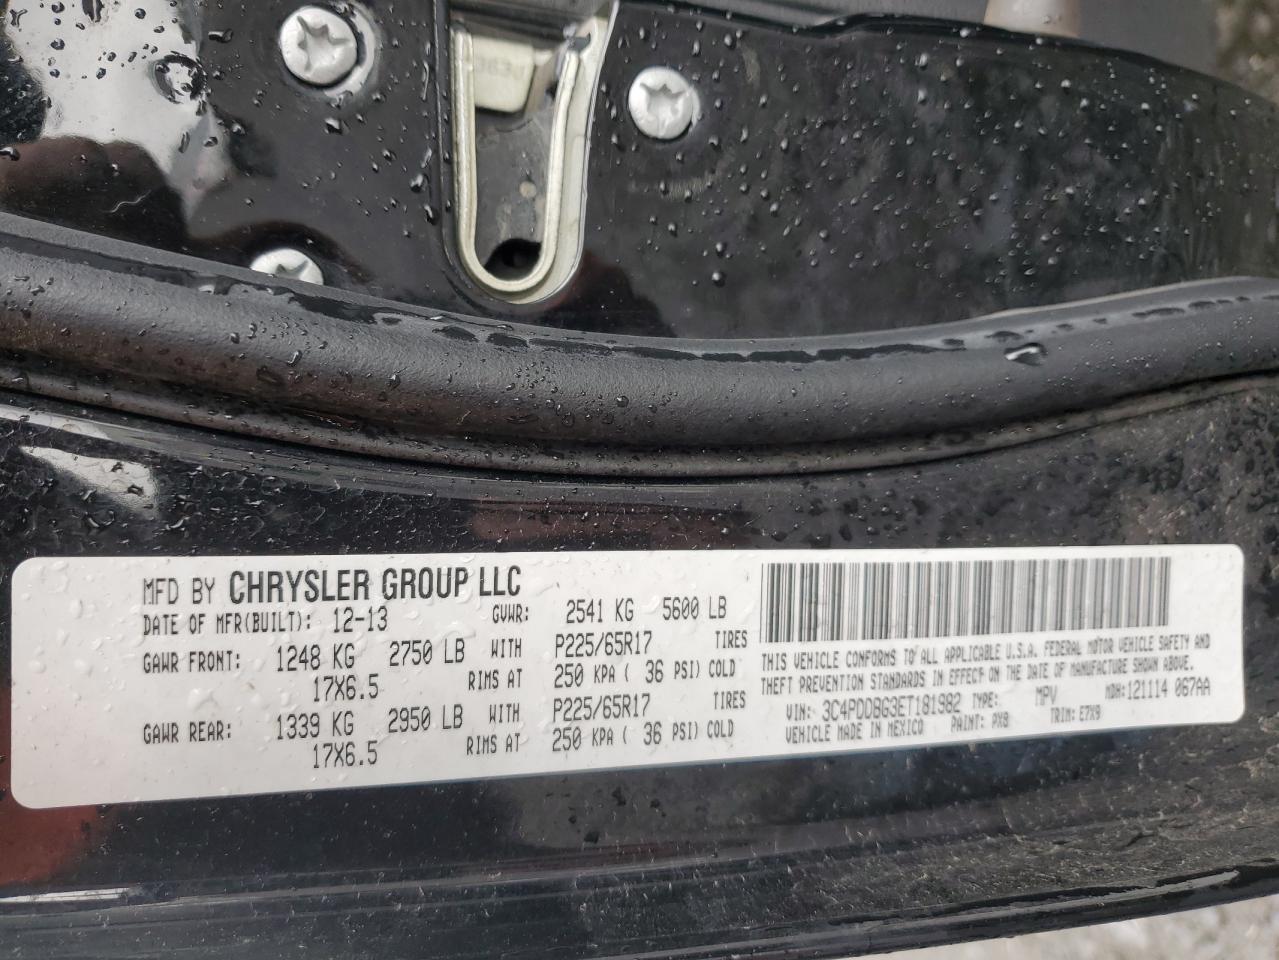 363J
MFD BY CHRYSLER GROUP LLC
DATE OF MFR(BUILT): 12-13 GVWR: 2541 KG 5600 LB
GAWR FRONT: 1248 KG 2750 LB WITH P225/65R17 TIRES
17X6.5 RIMS AT 250 KPA ( 36 PSI) COLD
GAWR REAR: 1339 KG 2950 LB WITH P225/65R17 TIRES
17X6.5 RIMS AT 250 KPA ( 36 PSI) COLD
THIS VEHICLE CONFORMS TO ALL APPLICABLE U.S.A. FEDERAL MOTOR VEHICLE SAFETY AND
THEFT PREVENTION STANDARDS IN EFFECT ON THE DATE OF MANUFACTURE SHOWN ABOVE.
VIN: 3C4PDDBG3ET181982 TYPE: MPV MDH:121114 067AA
VEHICLE MADE IN MEXICO PAINT: PX8 TRIM: E7X9